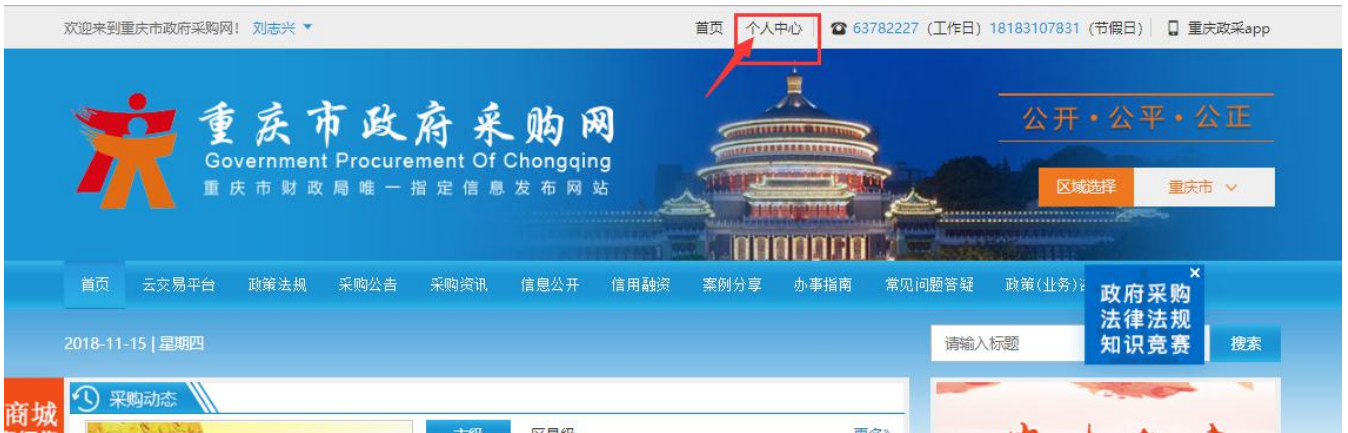 欢迎来到重庆市政府采购网! 刘志兴
首页 个人中心 63782227 (工作日) 18183107831 (节假日) 重庆政采app
重庆市政府采购网
Government Procurement Of Chongqing
重庆市财政局唯一指定信息发布网站
公开·公平·公正
区域选择 重庆市
首页 云交易平台 政策法规 采购公告 采购资讯 信息公开 信用融资 案例分享 办事指南 常见问题答疑 政策(业务)
×
政府采购
法律法规
知识竞赛
2018-11-15 | 星期四
请输入标题 搜索
商城
采购动态
市级 区县级 更多